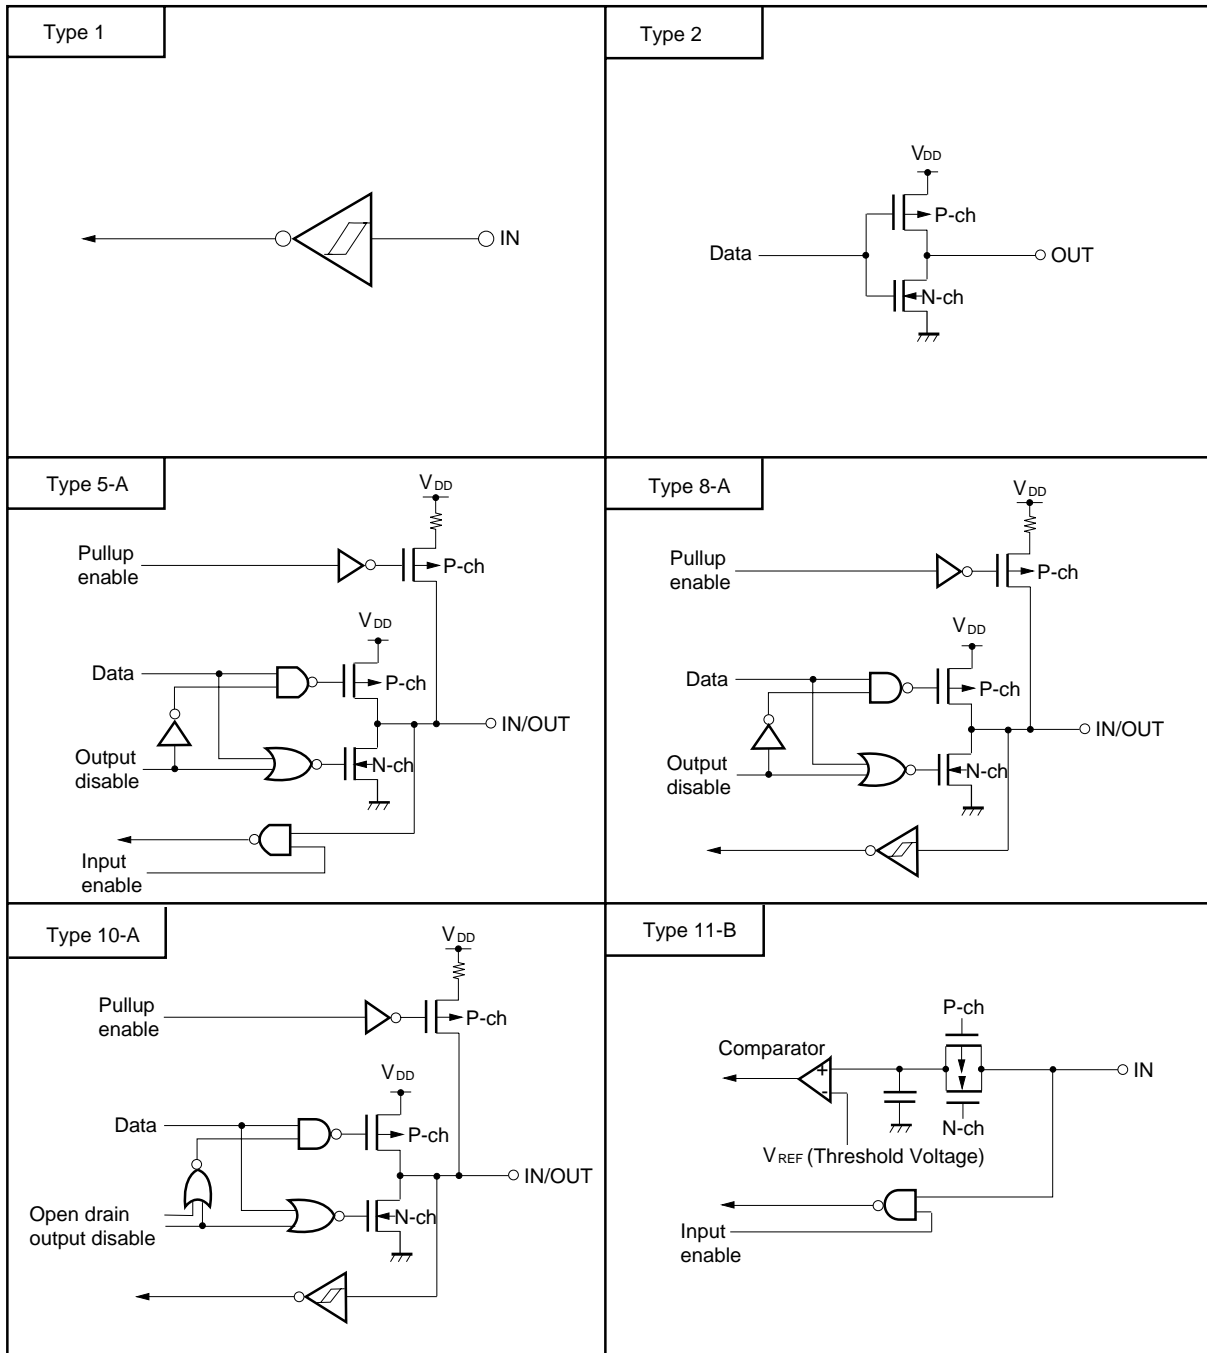 Type 1
IN
Type 2
VDD
P-ch
Data
OUT
N-ch
Type 5-A
VDD
Pullup
enable
P-ch
VDD
Data
P-ch
IN/OUT
Output
disable
N-ch
Input
enable
Type 8-A
VDD
Pullup
enable
P-ch
VDD
Data
P-ch
IN/OUT
Output
disable
N-ch
Type 10-A
VDD
Pullup
enable
P-ch
VDD
Data
P-ch
IN/OUT
Open drain
output disable
N-ch
Type 11-B
P-ch
Comparator
+
-
IN
N-ch
VREF (Threshold Voltage)
Input
enable